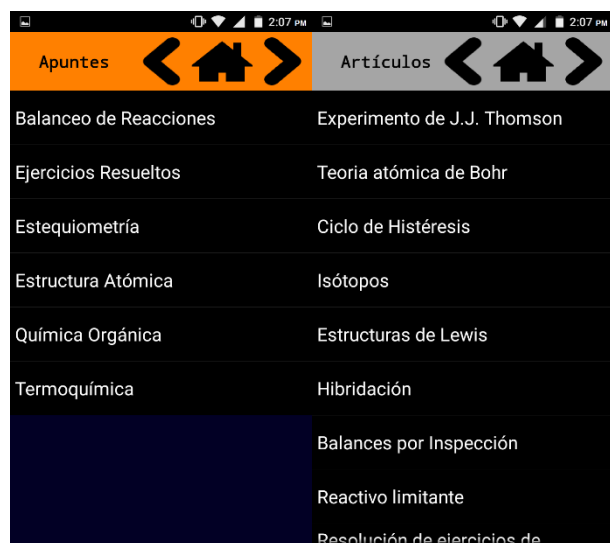 2:07 PM
Apuntes
Balanceo de Reacciones
Ejercicios Resueltos
Estequiometría
Estructura Atómica
Química Orgánica
Termoquímica
2:07 PM
Artículos
Experimento de J.J. Thomson
Teoria atómica de Bohr
Ciclo de Histéresis
Isótopos
Estructuras de Lewis
Hibridación
Balances por Inspección
Reactivo limitante
Resolución de ejercicios de